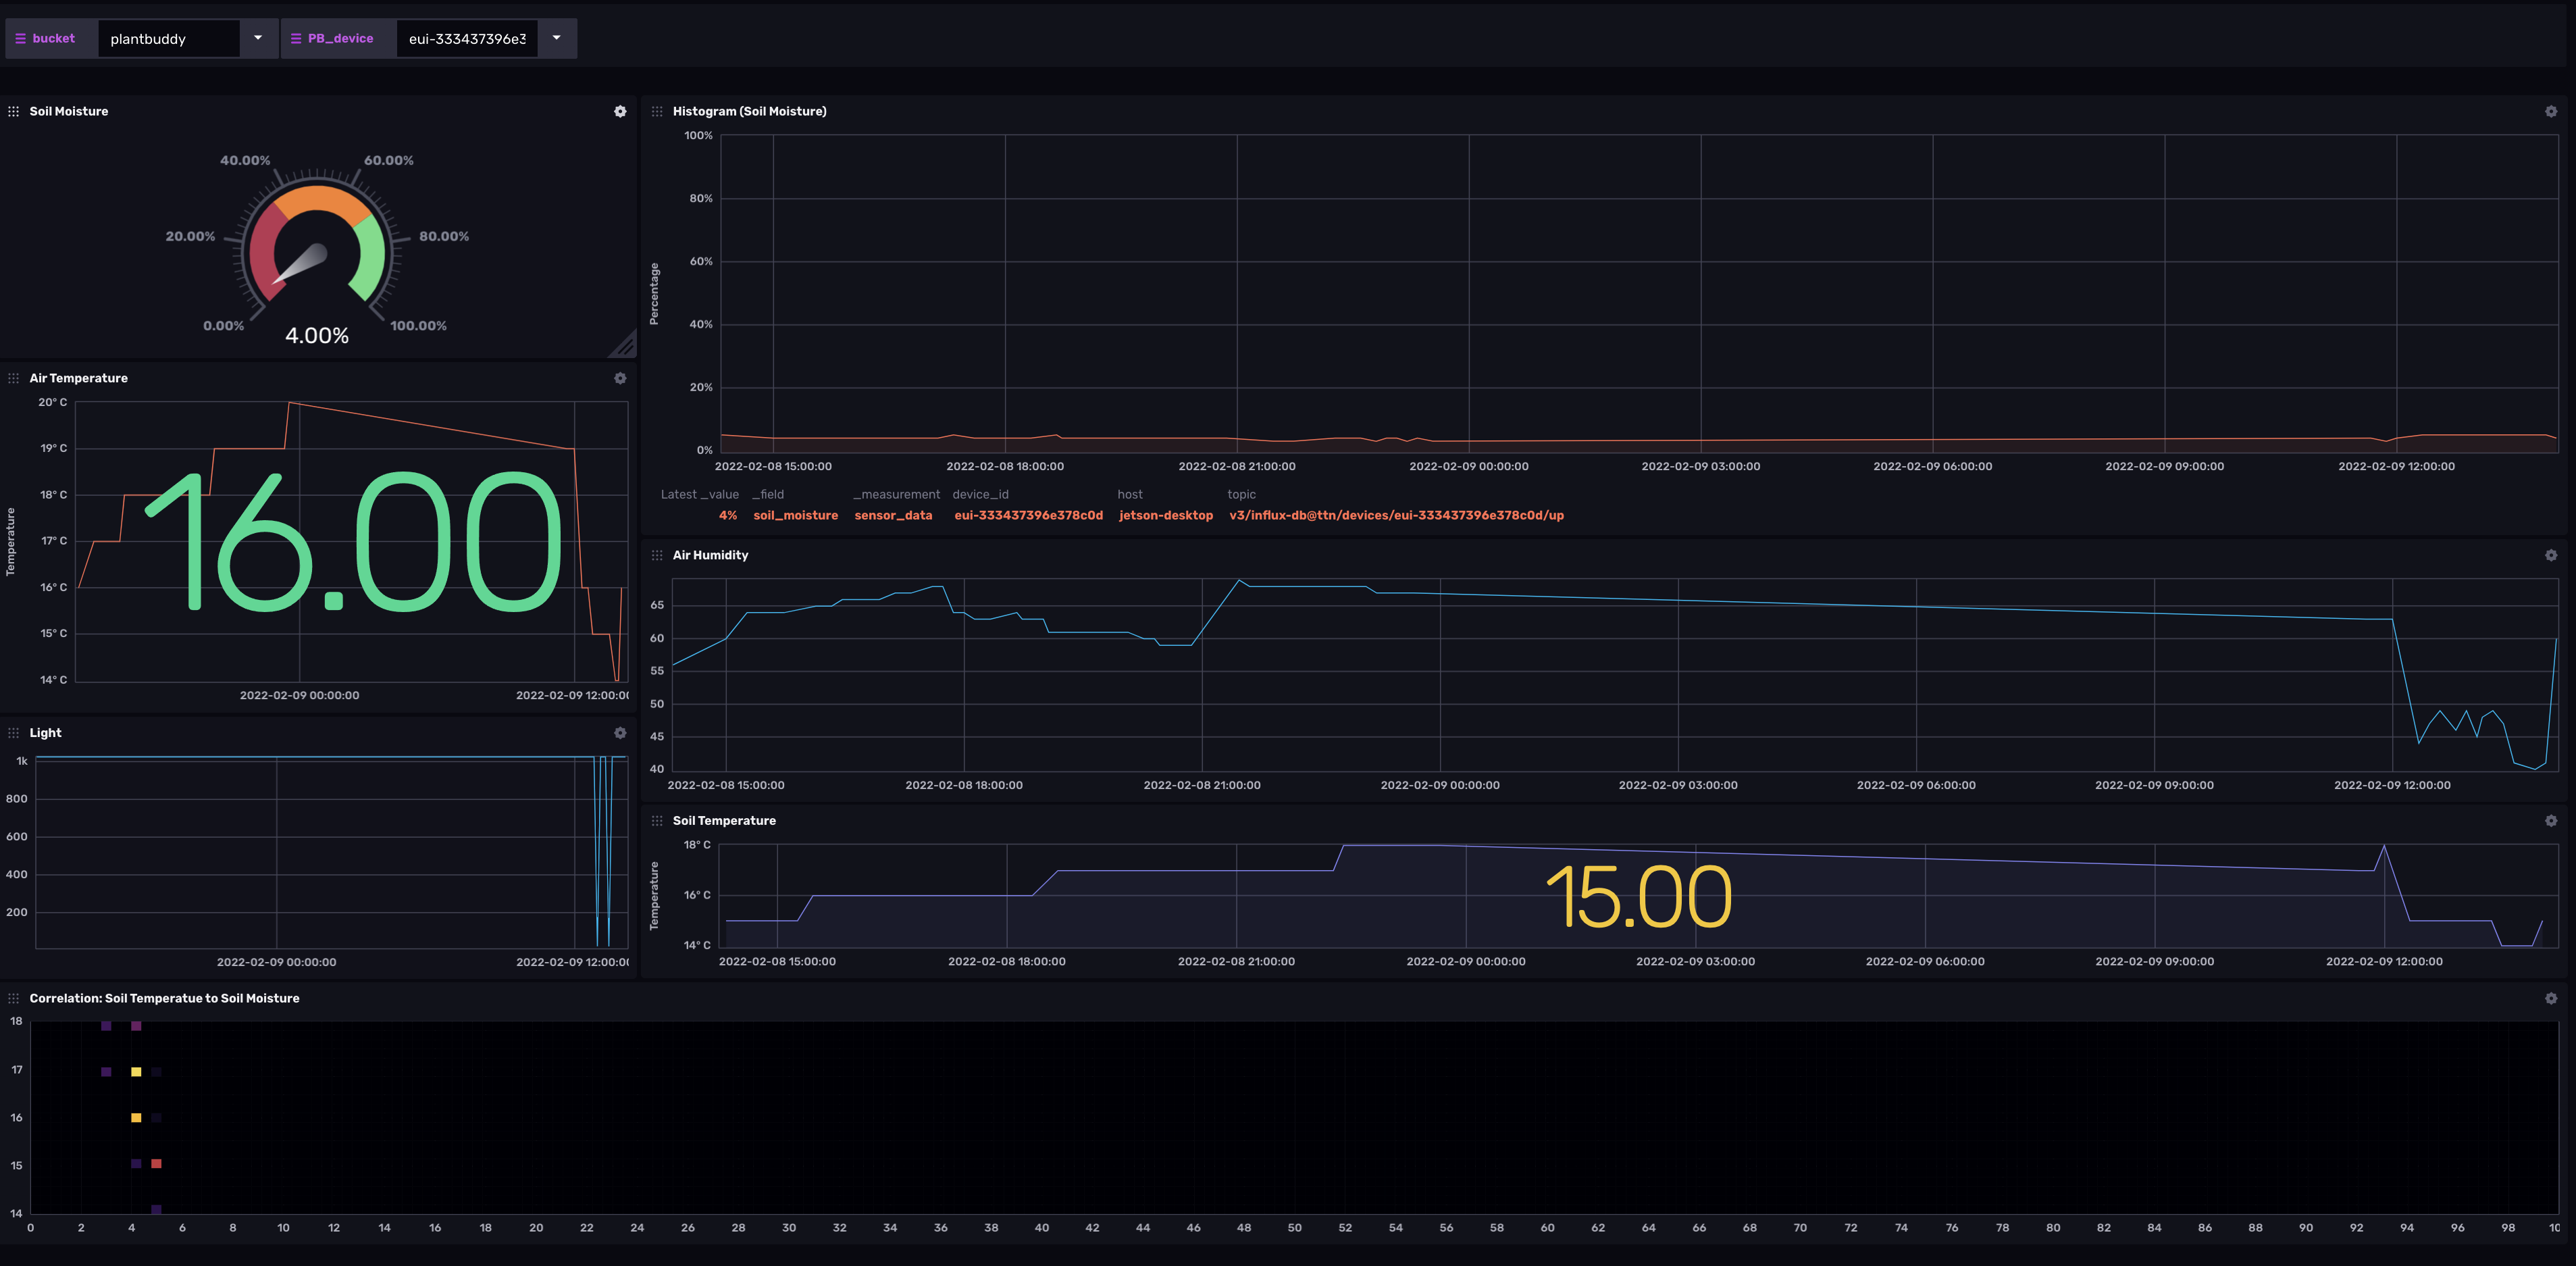 bucket plantbuddy PB_device eui-333437396e3
Soil Moisture
40.00% 60.00%
20.00% 80.00%
0.00% 100.00%
4.00%
Histogram (Soil Moisture)
Percentage
100%
80%
60%
40%
20%
0%
2022-02-08 15:00:00 2022-02-08 18:00:00 2022-02-08 21:00:00 2022-02-09 00:00:00 2022-02-09 03:00:00 2022-02-09 06:00:00 2022-02-09 09:00:00 2022-02-09 12:00:00
Latest _value _field _measurement device_id host topic
4% soil_moisture sensor_data eui-333437396e378c0d jetson-desktop v3/influx-db@ttn/devices/eui-333437396e378c0d/up
Air Temperature
Temperature
20° C
19° C
18° C
17° C
16° C
15° C
14° C
16.00
2022-02-09 00:00:00 2022-02-09 12:00:0
Air Humidity
65
60
55
50
45
40
2022-02-08 15:00:00 2022-02-08 18:00:00 2022-02-08 21:00:00 2022-02-09 00:00:00 2022-02-09 03:00:00 2022-02-09 06:00:00 2022-02-09 09:00:00 2022-02-09 12:00:00
Light
1k
800
600
400
200
2022-02-09 00:00:00 2022-02-09 12:00:0
Soil Temperature
Temperature
18° C
16° C
14° C
15.00
2022-02-08 15:00:00 2022-02-08 18:00:00 2022-02-08 21:00:00 2022-02-09 00:00:00 2022-02-09 03:00:00 2022-02-09 06:00:00 2022-02-09 09:00:00 2022-02-09 12:00:00
Correlation: Soil Temperatue to Soil Moisture
18
17
16
15
14
0 2 4 6 8 10 12 14 16 18 20 22 24 26 28 30 32 34 36 38 40 42 44 46 48 50 52 54 56 58 60 62 64 66 68 70 72 74 76 78 80 82 84 86 88 90 92 94 96 98 10